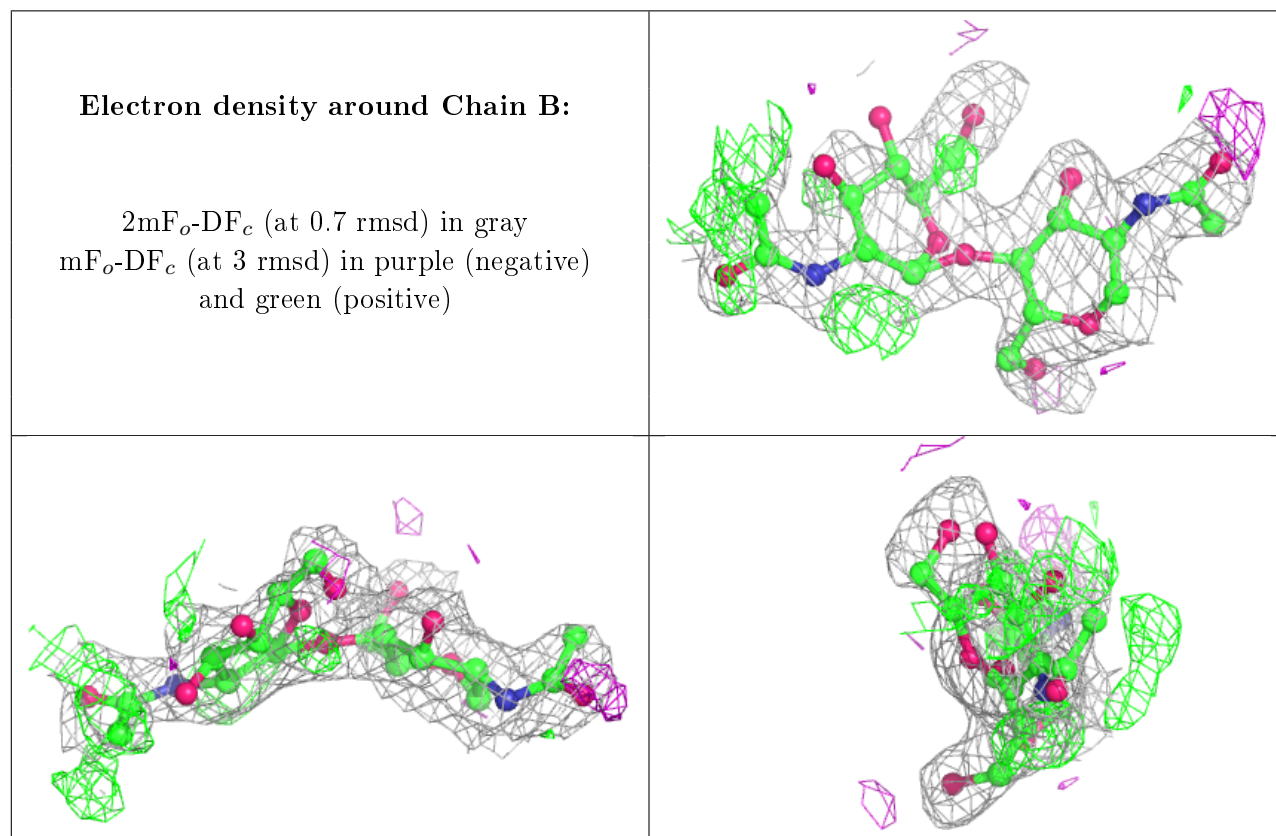 Electron density around Chain B:
2mFo-DFc (at 0.7 rmsd) in gray
mFo-DFc (at 3 rmsd) in purple (negative)
and green (positive)